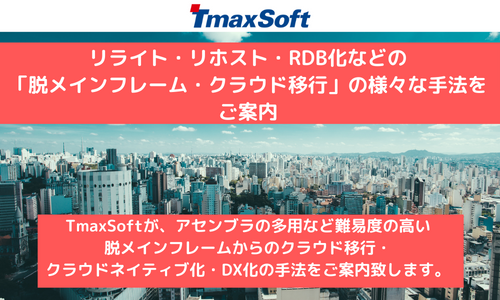 TmaxSoft
リライト・リホスト・RDB化などの
「脱メインフレーム・クラウド移行」の様々な手法を
ご案内
TmaxSoftが、アセンブラの多用など難易度の高い
脱メインフレームからのクラウド移行・
クラウドネイティブ化・DX化の手法をご案内致します。